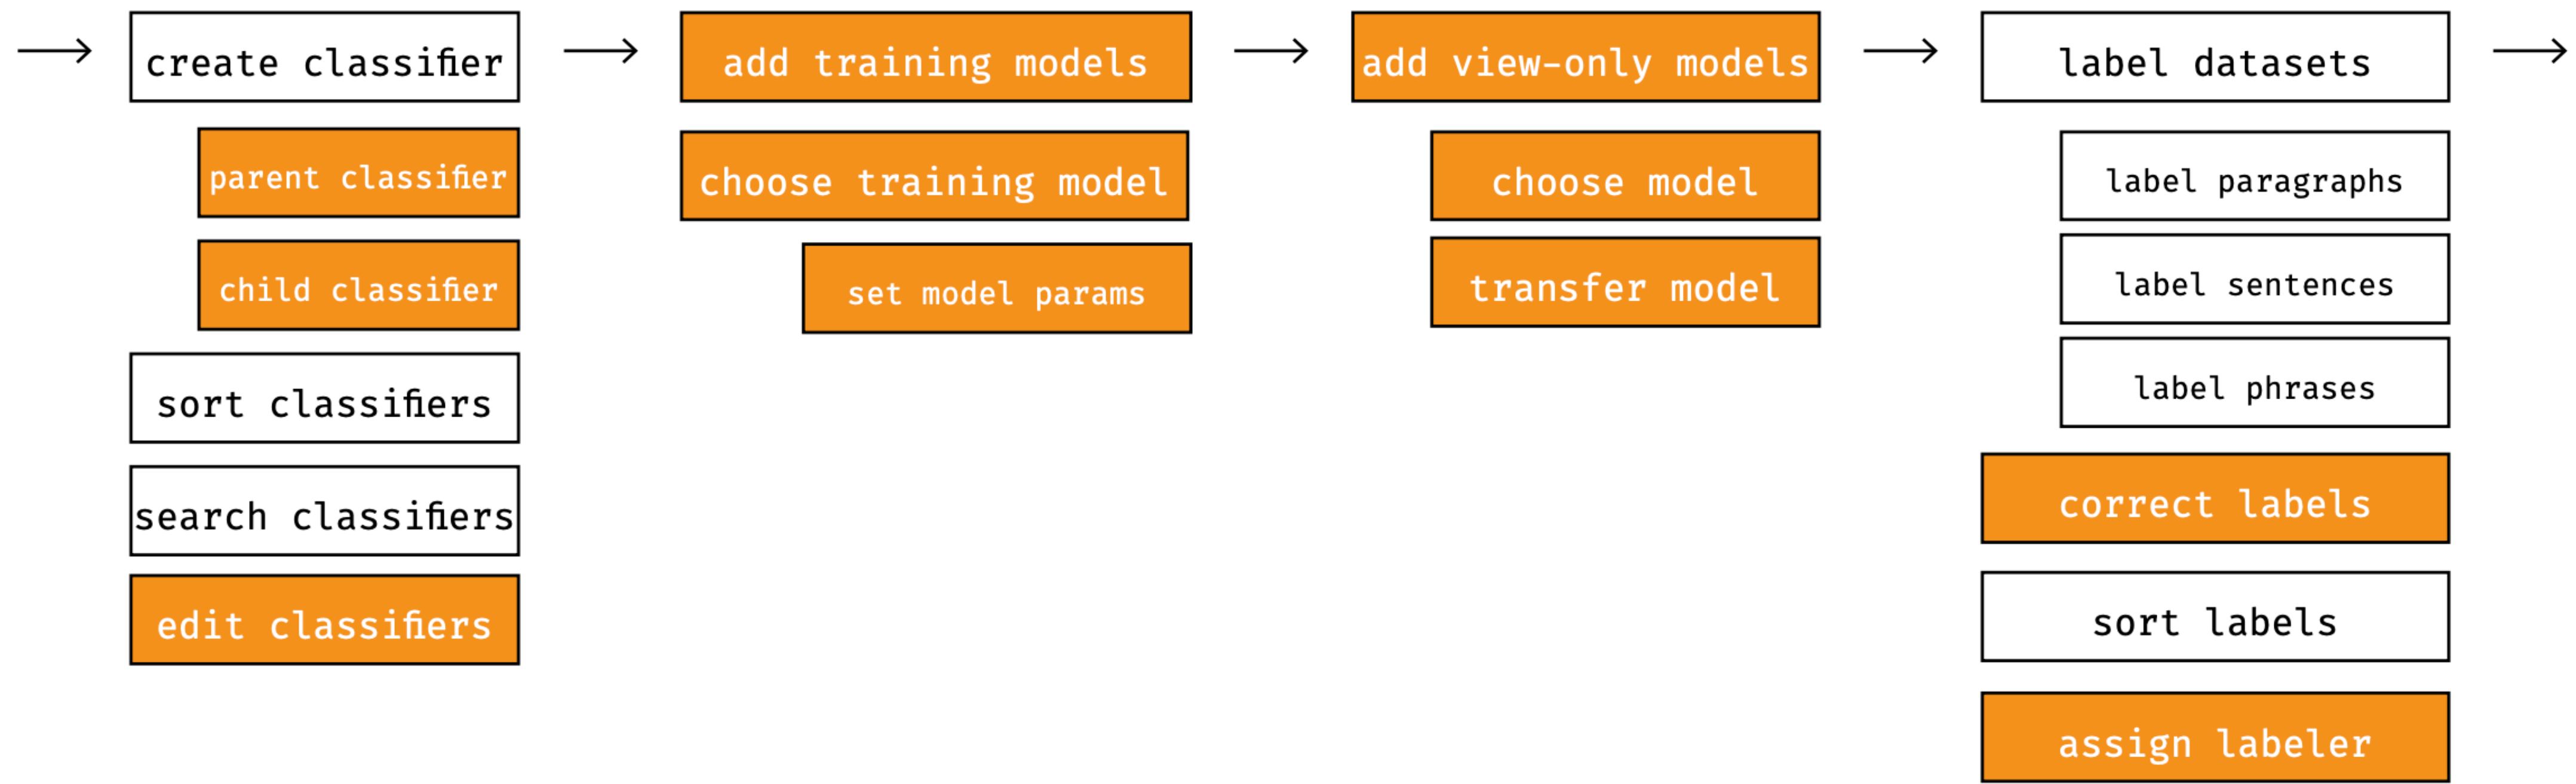 create classifier
parent classifier
child classifier
sort classifiers
search classifiers
edit classifiers
add training models
choose training model
set model params
add view-only models
choose model
transfer model
label datasets
label paragraphs
label sentences
label phrases
correct labels
sort labels
assign labeler